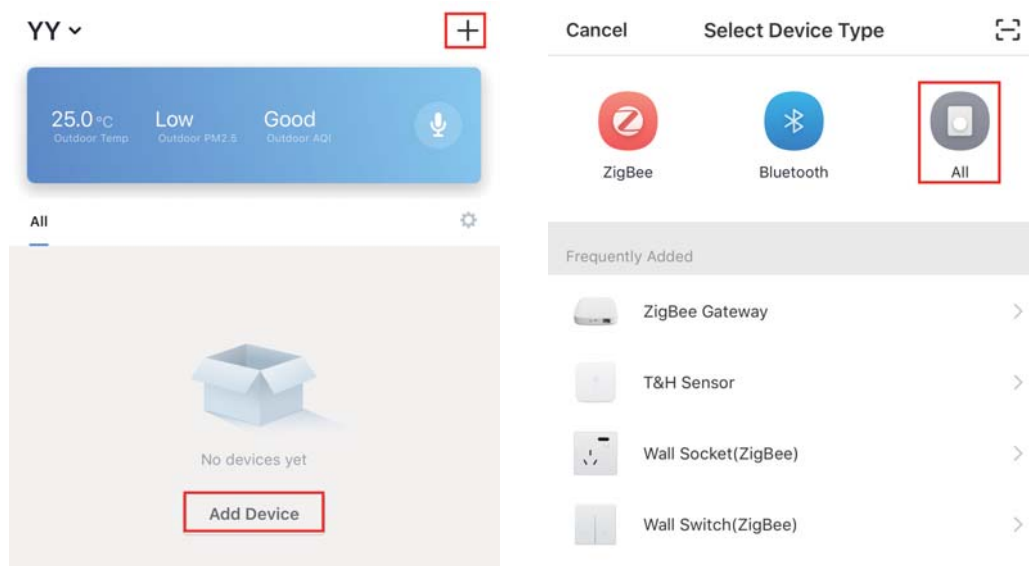 YY
25.0 °C
Outdoor Temp
Low
Outdoor PM2.5
Good
Outdoor AQI
All
No devices yet
Add Device
Cancel
Select Device Type
ZigBee
Bluetooth
All
Frequently Added
ZigBee Gateway
T&H Sensor
Wall Socket(ZigBee)
Wall Switch(ZigBee)